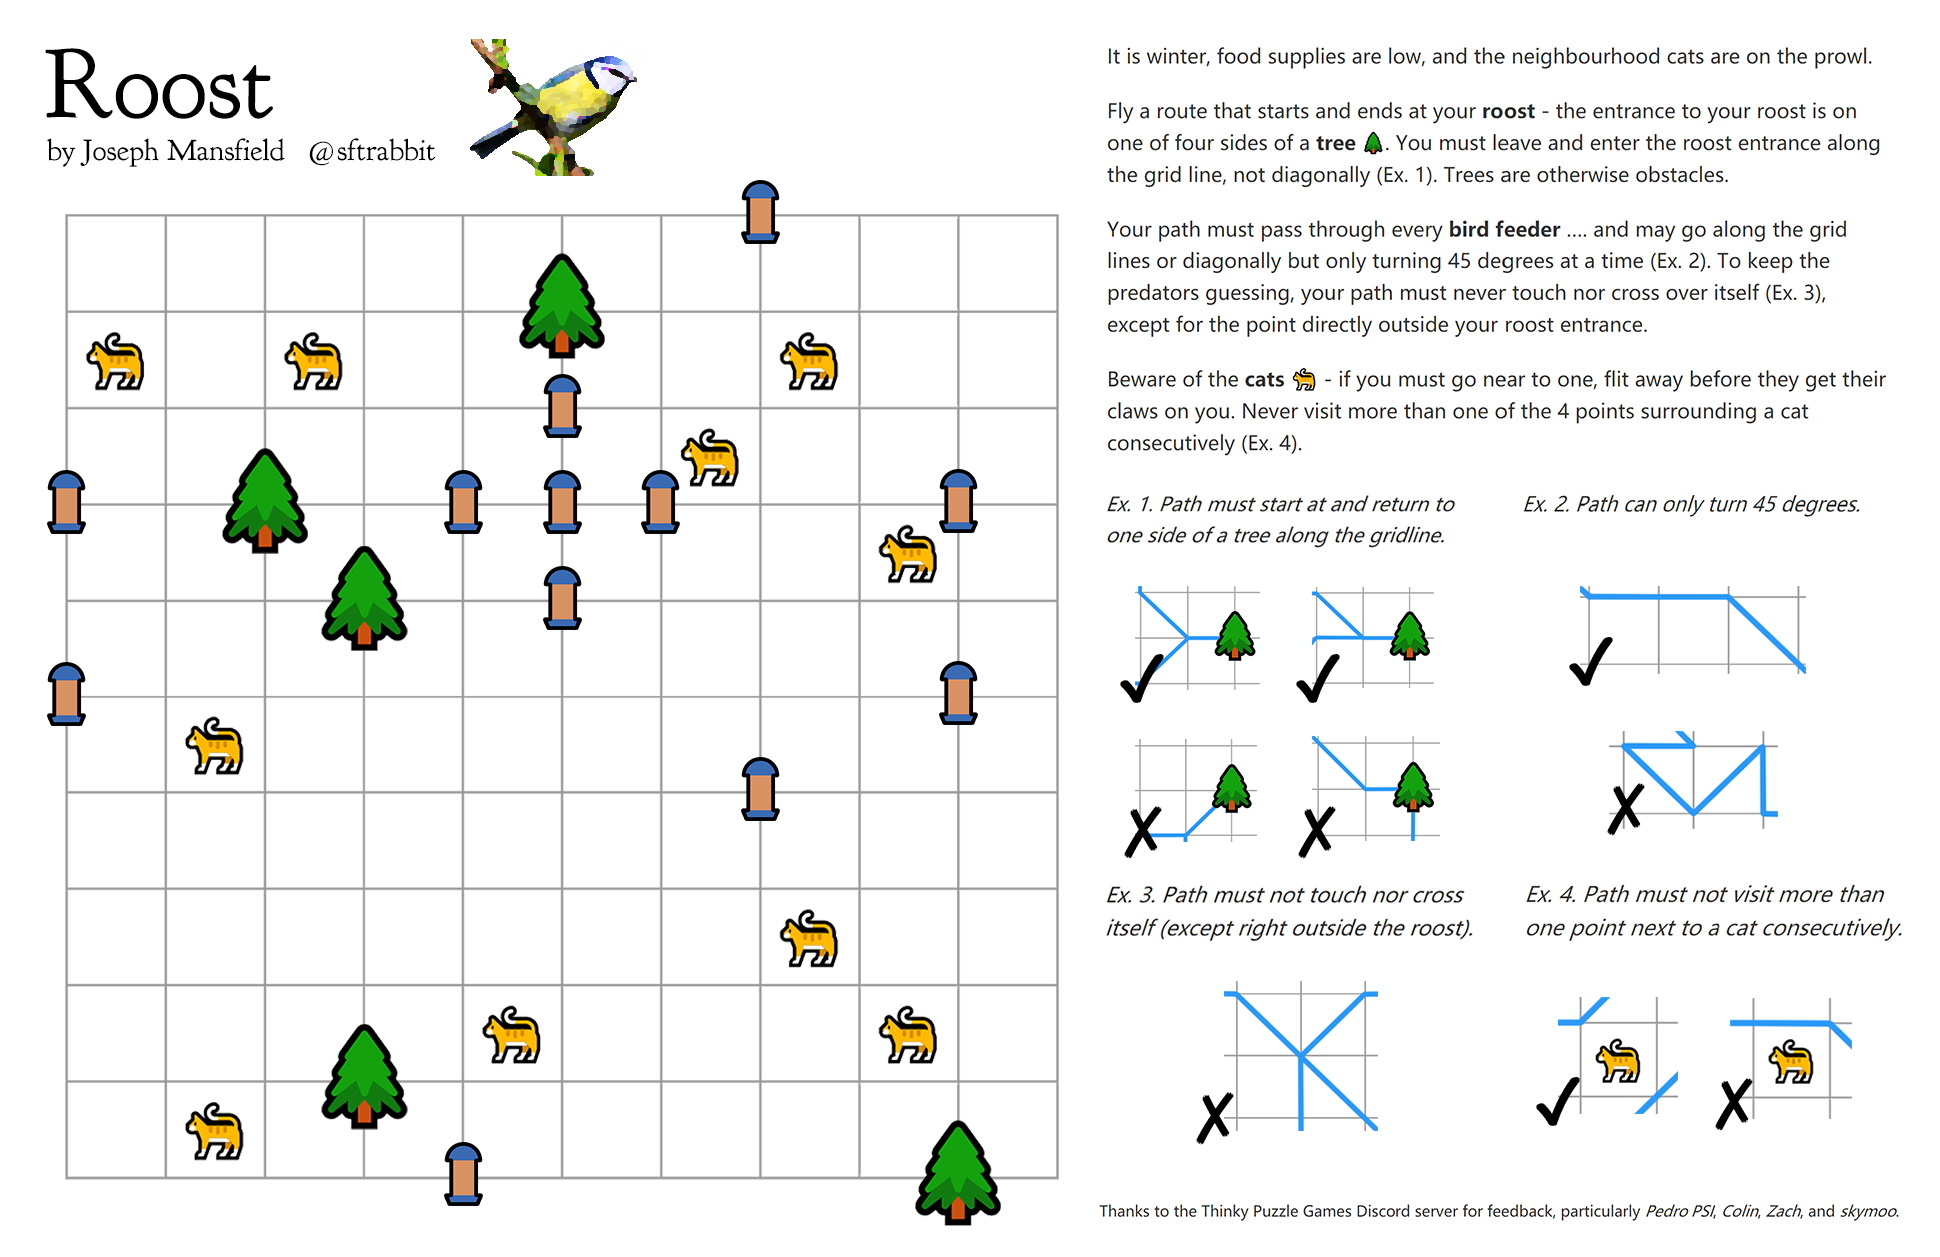 Roost
by Joseph Mansfield @sftrabbit
It is winter, food supplies are low, and the neighbourhood cats are on the prowl.
Fly a route that starts and ends at your roost - the entrance to your roost is on
one of four sides of a tree . You must leave and enter the roost entrance along
the grid line, not diagonally (Ex. 1). Trees are otherwise obstacles.
Your path must pass through every bird feeder .... and may go along the grid
lines or diagonally but only turning 45 degrees at a time (Ex. 2). To keep the
predators guessing, your path must never touch nor cross over itself (Ex. 3),
except for the point directly outside your roost entrance.
Beware of the cats - if you must go near to one, flit away before they get their
claws on you. Never visit more than one of the 4 points surrounding a cat
consecutively (Ex. 4).
Ex. 1. Path must start at and return to
one side of a tree along the gridline.
Ex. 2. Path can only turn 45 degrees.
Ex. 3. Path must not touch nor cross
itself (except right outside the roost).
Ex. 4. Path must not visit more than
one point next to a cat consecutively.
Thanks to the Thinky Puzzle Games Discord server for feedback, particularly Pedro PSI, Colin, Zach, and skymoo.